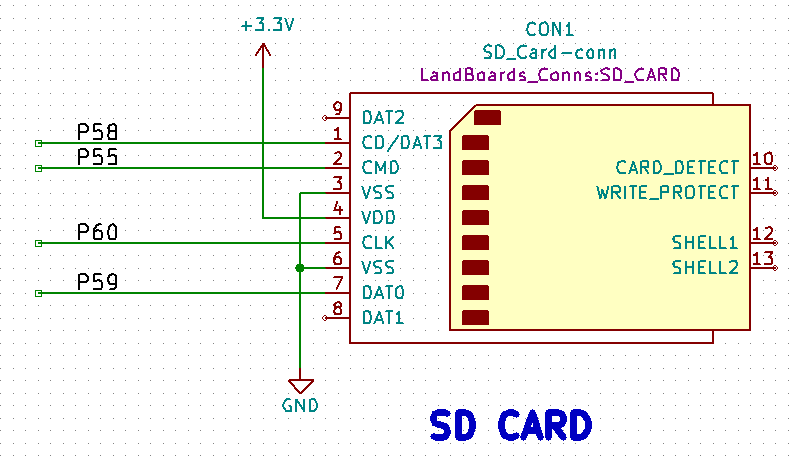 +3.3V
CON1
SD_Card-conn
LandBoards_Conns:SD_CARD
9 DAT2
P58 1 CD/DAT3
P55 2 CMD CARD_DETECT 10
3 VSS WRITE_PROTECT 11
4 VDD
P60 5 CLK SHELL1 12
6 VSS SHELL2 13
P59 7 DAT0
8 DAT1
GND
SD CARD